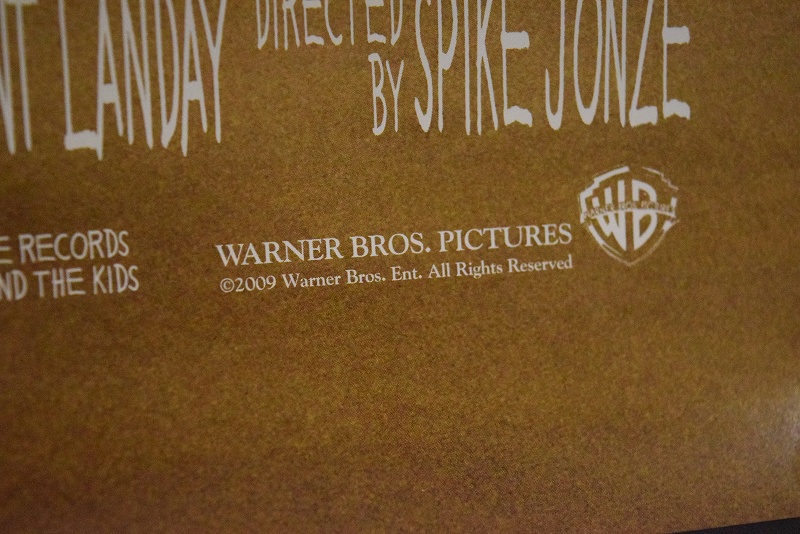 LANDAY
DIRECTED
BY SPIKE JONZE
RECORDS
THE KIDS
WARNER BROS. PICTURES
©2009 Warner Bros. Ent. All Rights Reserved
WB